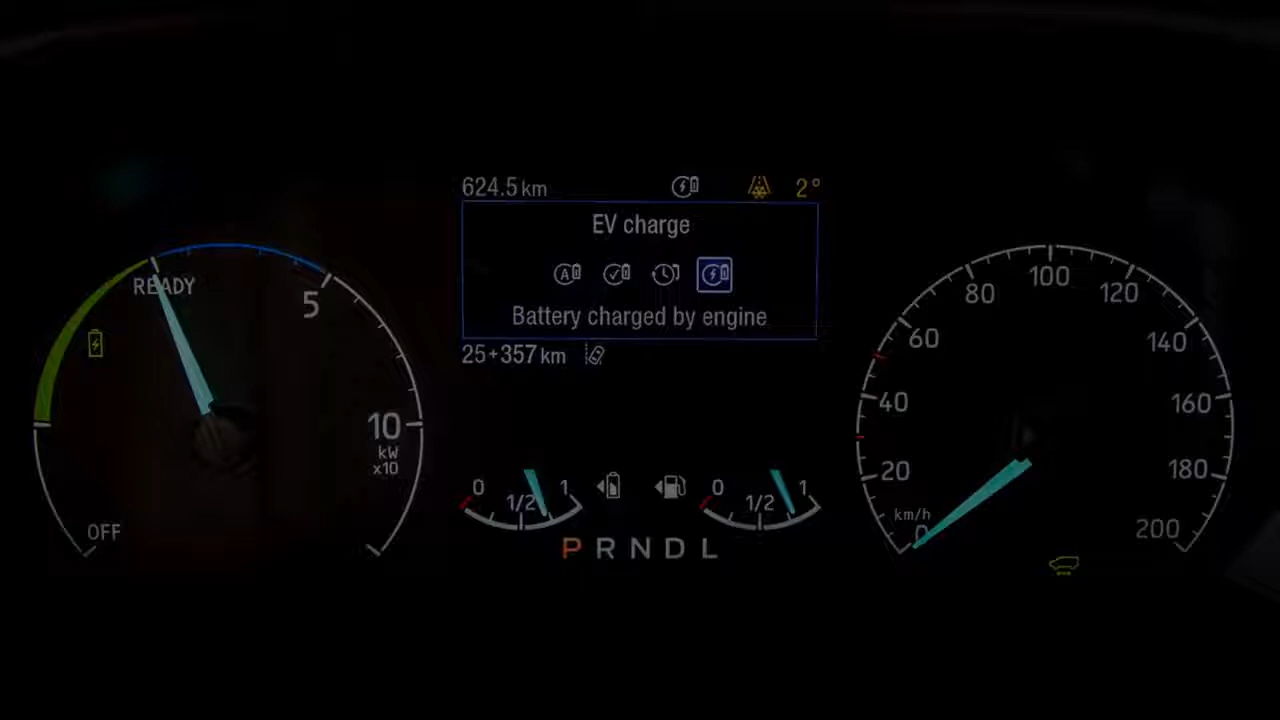 624.5 km 2°
EV charge
A
Battery charged by engine
25+357 km
READY
5
10
kW
x10
OFF
0 1/2 1
0 1/2 1
P R N D L
0
20
40
60
80
100
120
140
160
180
200
km/h